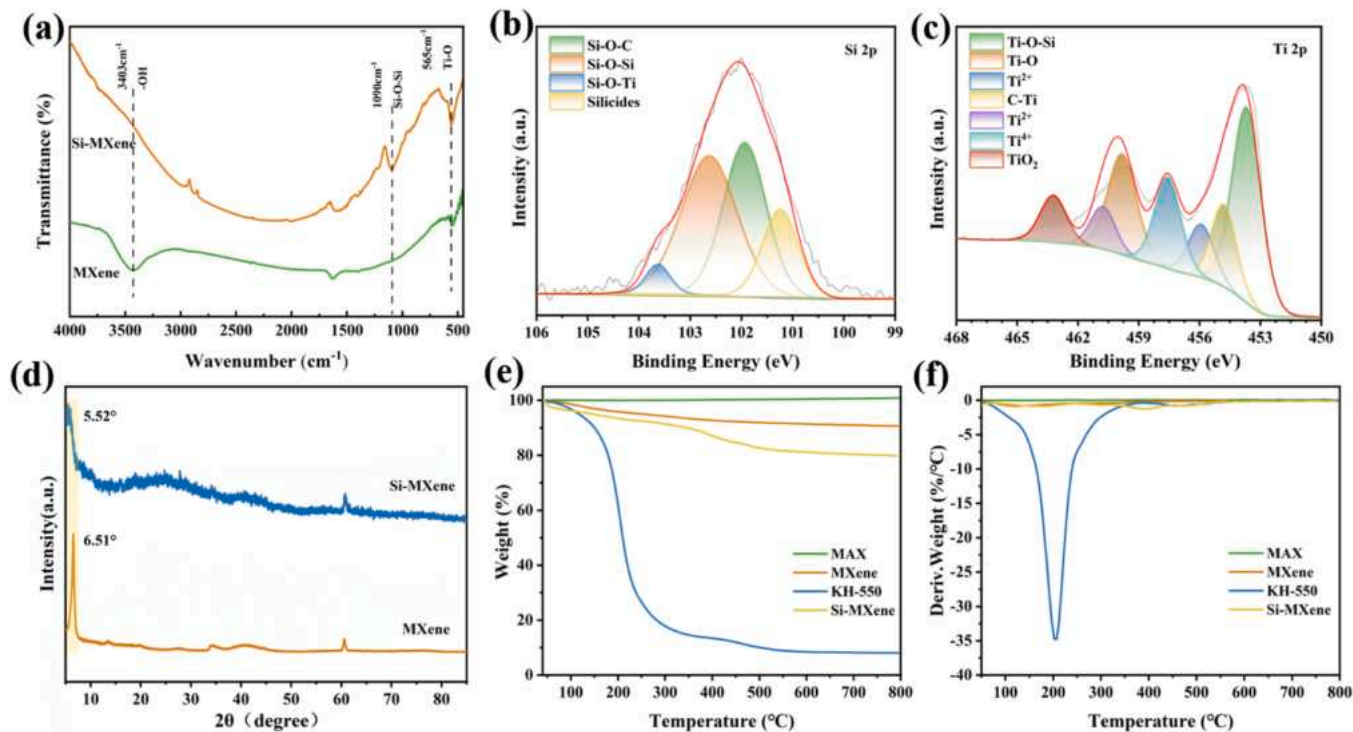 (a)
3403cm-1
-OH
1090cm-1
Si-O-Si
565cm-1
Ti-O
Si-MXene
MXene
Transmittance (%)
4000 3500 3000 2500 2000 1500 1000 500
Wavenumber (cm-1)
(b)
Si 2p
Si-O-C
Si-O-Si
Si-O-Ti
Silicides
Intensity (a.u.)
106 105 104 103 102 101 100 99
Binding Energy (eV)
(c)
Ti 2p
Ti-O-Si
Ti-O
Ti2+
C-Ti
Ti2+
Ti4+
TiO2
Intensity (a.u.)
468 465 462 459 456 453 450
Binding Energy (eV)
(d)
5.52°
Si-MXene
6.51°
MXene
Intensity(a.u.)
10 20 30 40 50 60 70 80
2θ（degree）
(e)
100
80
60
40
20
0
Weight (%)
MAX
MXene
KH-550
Si-MXene
100 200 300 400 500 600 700 800
Temperature (℃)
(f)
0
-5
-10
-15
-20
-25
-30
-35
-40
Deriv.Weight (%/℃)
MAX
MXene
KH-550
Si-MXene
100 200 300 400 500 600 700 800
Temperature (℃)